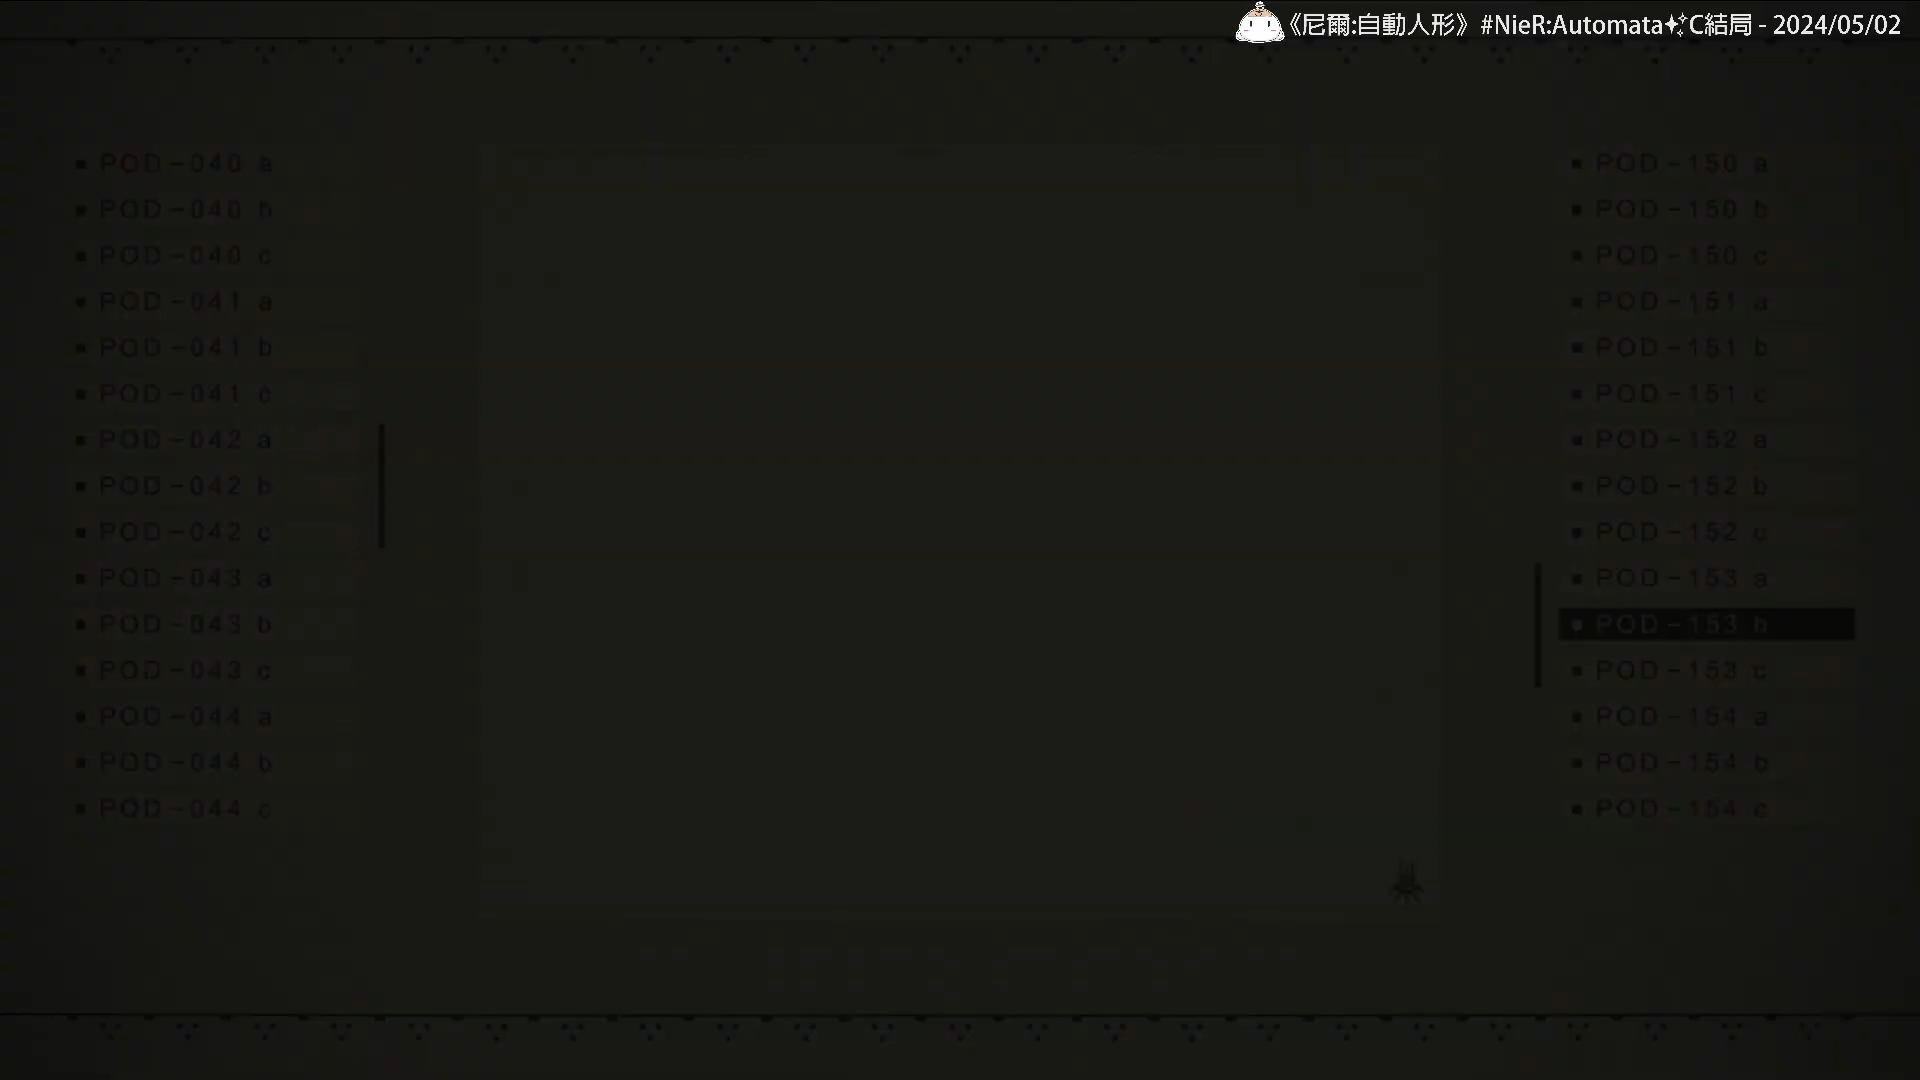 《尼爾:自動人形》#NieR:Automata✨C結局 - 2024/05/02
POD-040 a
POD-040 b
POD-040 c
POD-041 a
POD-041 b
POD-041 c
POD-042 a
POD-042 b
POD-042 c
POD-043 a
POD-043 b
POD-043 c
POD-044 a
POD-044 b
POD-044 c
POD-150 a
POD-150 b
POD-150 c
POD-151 a
POD-151 b
POD-151 c
POD-152 a
POD-152 b
POD-152 c
POD-153 a
POD-153 b
POD-153 c
POD-154 a
POD-154 b
POD-154 c